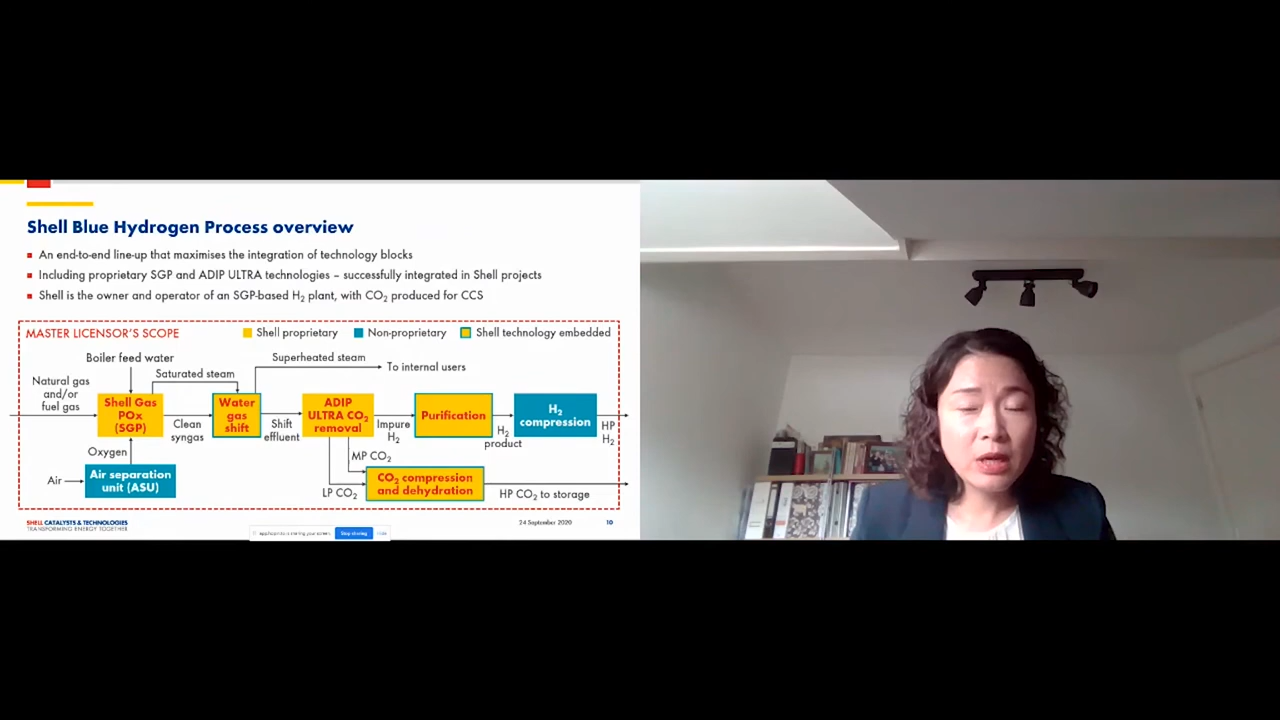 Shell Blue Hydrogen Process overview
An end-to-end line-up that maximises the integration of technology blocks
Including proprietary SGP and ADIP ULTRA technologies – successfully integrated in Shell projects
Shell is the owner and operator of an SGP-based H₂ plant, with CO₂ produced for CCS
MASTER LICENSOR'S SCOPE
Shell proprietary
Non-proprietary
Shell technology embedded
Boiler feed water
Superheated steam
To internal users
Saturated steam
Natural gas
and/or
fuel gas
Shell Gas
POx
(SGP)
Clean
syngas
Water
gas
shift
Shift
effluent
ADIP
ULTRA CO₂
removal
Impure
H₂
Purification
H₂
product
H₂
compression
HP
H₂
Oxygen
Air
Air separation
unit (ASU)
MP CO₂
LP CO₂
CO₂ compression
and dehydration
HP CO₂ to storage
SHELL CATALYSTS & TECHNOLOGIES
TRANSFORMING ENERGY TOGETHER
24 September 2020
10
Stop sharing